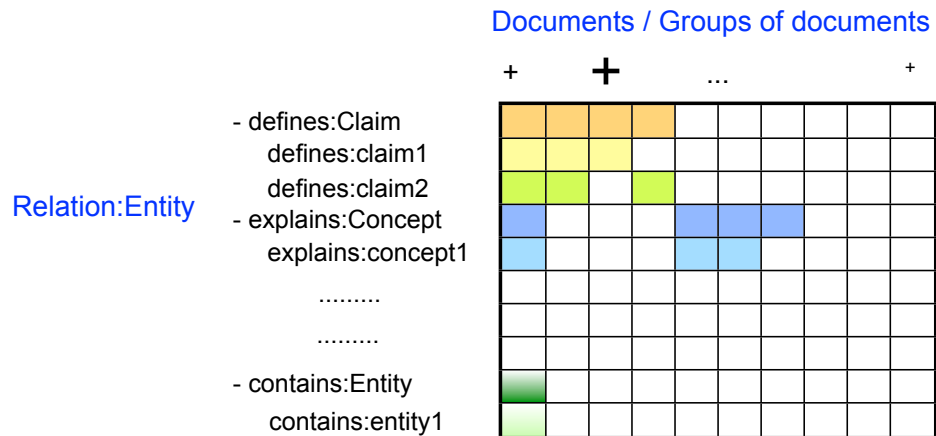 Documents / Groups of documents
+ + ... +
- defines:Claim
defines:claim1
defines:claim2
Relation:Entity
- explains:Concept
explains:concept1
.........
.........
- contains:Entity
contains:entity1